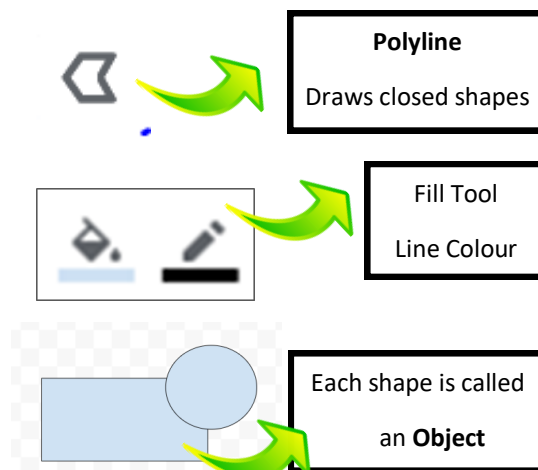 Polyline
Draws closed shapes
Fill Tool
Line Colour
Each shape is called
an Object